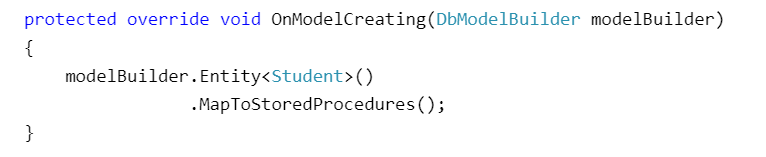 protected override void OnModelCreating(DbModelBuilder modelBuilder)
{
    modelBuilder.Entity<Student>()
                .MapToStoredProcedures();
}